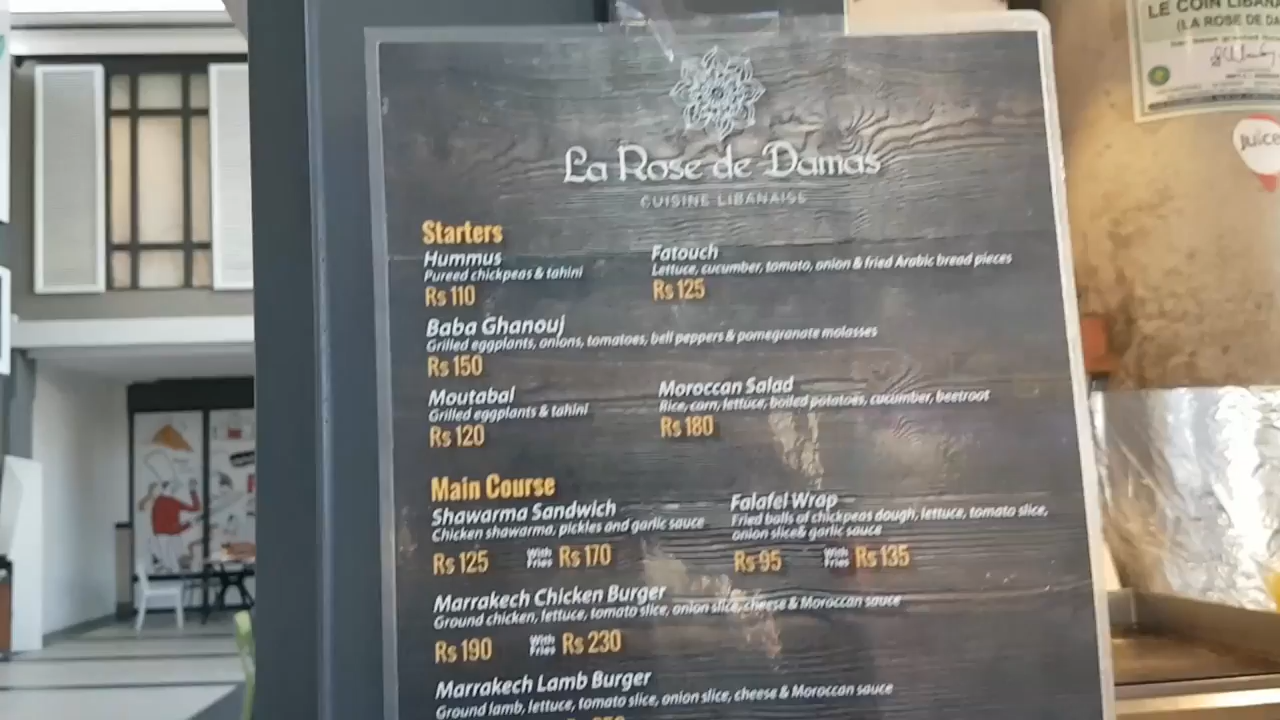 LE COIN LIBANA
(LA ROSE DE DA
juice
La Rose de Damas
CUISINE LIBANAISE
Starters
Hummus
Pureed chickpeas & tahini
Rs 110
Fatouch
Lettuce, cucumber, tomato, onion & fried Arabic bread pieces
Rs 125
Baba Ghanouj
Grilled eggplants, onions, tomatoes, bell peppers & pomegranate molasses
Rs 150
Moutabal
Grilled eggplants & tahini
Rs 120
Moroccan Salad
Rice, corn, lettuce, boiled potatoes, cucumber, beetroot
Rs 180
Main Course
Shawarma Sandwich
Chicken shawarma, pickles and garlic sauce
Rs 125 With Fries Rs 170
Falafel Wrap
Fried balls of chickpeas dough, lettuce, tomato slice,
onion slice& garlic sauce
Rs 95 With Fries Rs 135
Marrakech Chicken Burger
Ground chicken, lettuce, tomato slice, onion slice, cheese & Moroccan sauce
Rs 190 With Fries Rs 230
Marrakech Lamb Burger
Ground lamb, lettuce, tomato slice, onion slice, cheese & Moroccan sauce